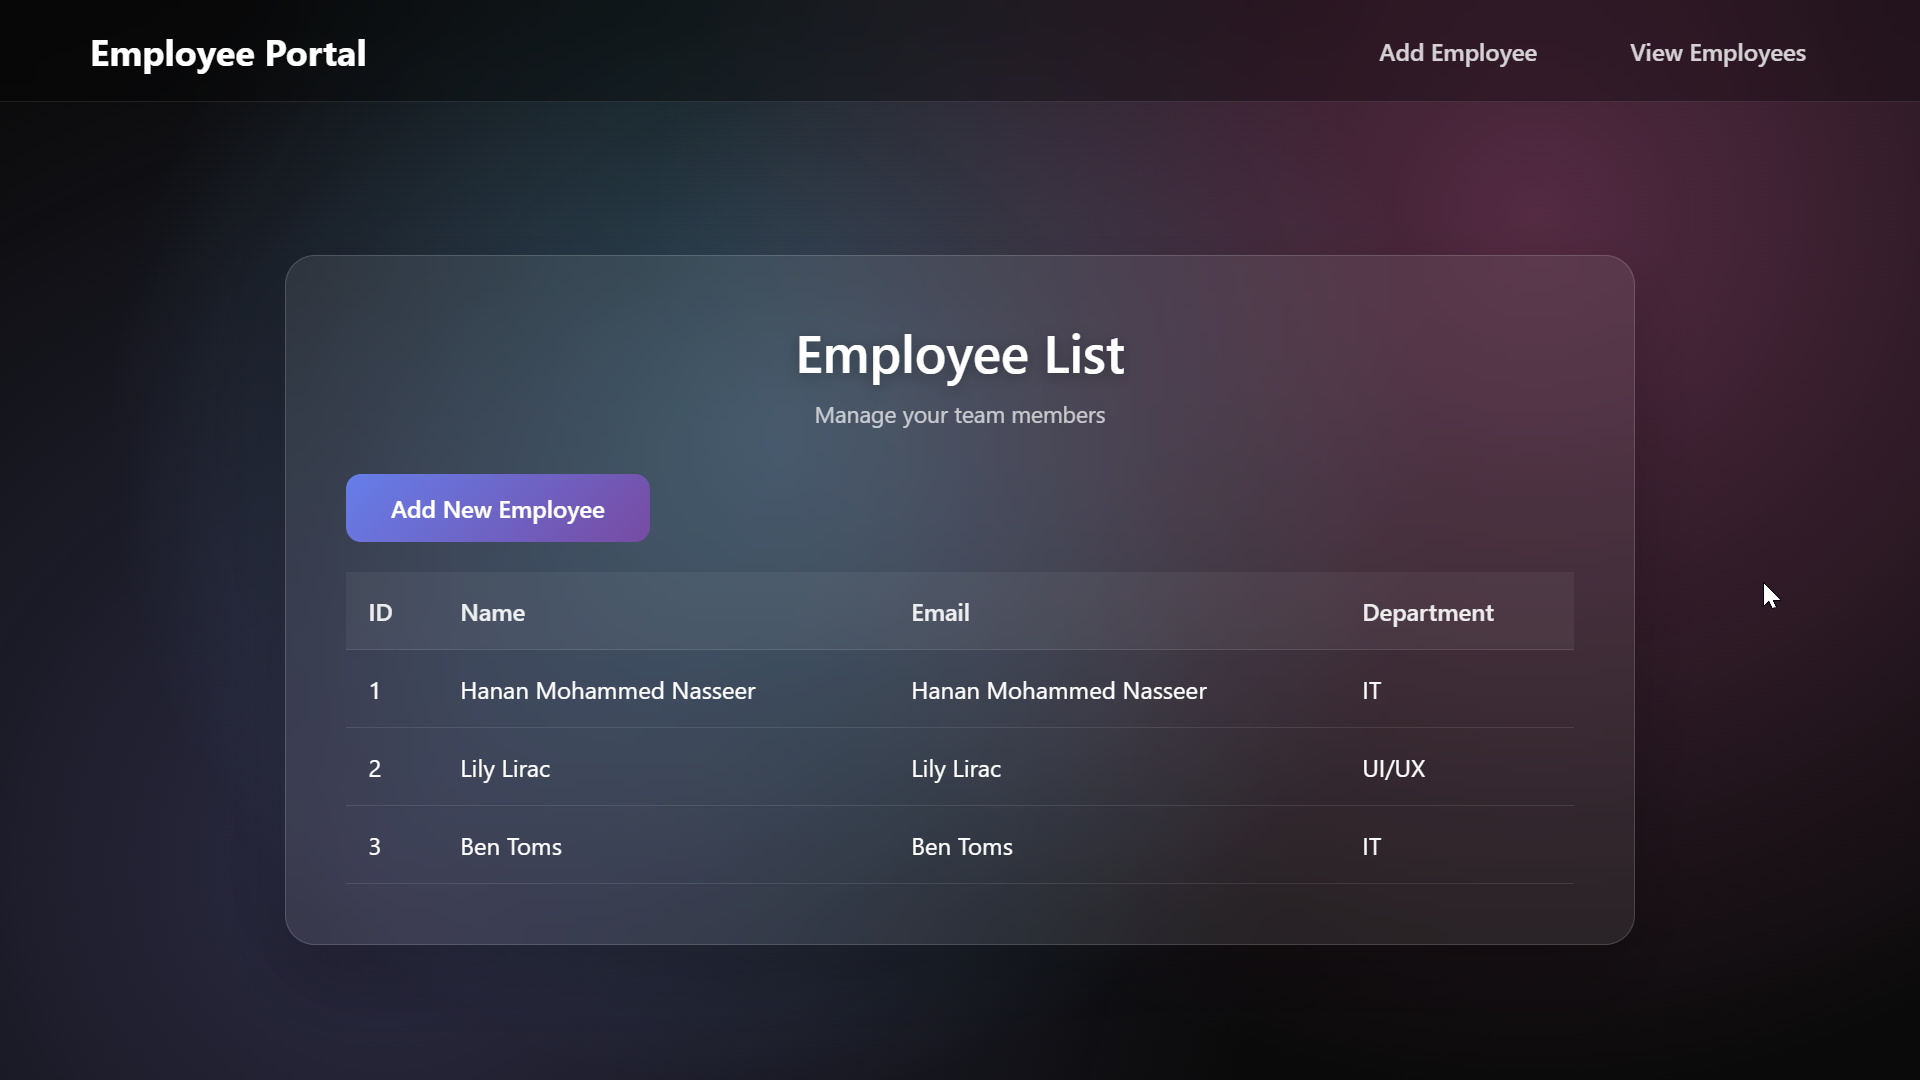 Employee Portal
Add Employee
View Employees
Employee List
Manage your team members
Add New Employee
ID Name Email Department
1 Hanan Mohammed Nasseer Hanan Mohammed Nasseer IT
2 Lily Lirac Lily Lirac UI/UX
3 Ben Toms Ben Toms IT